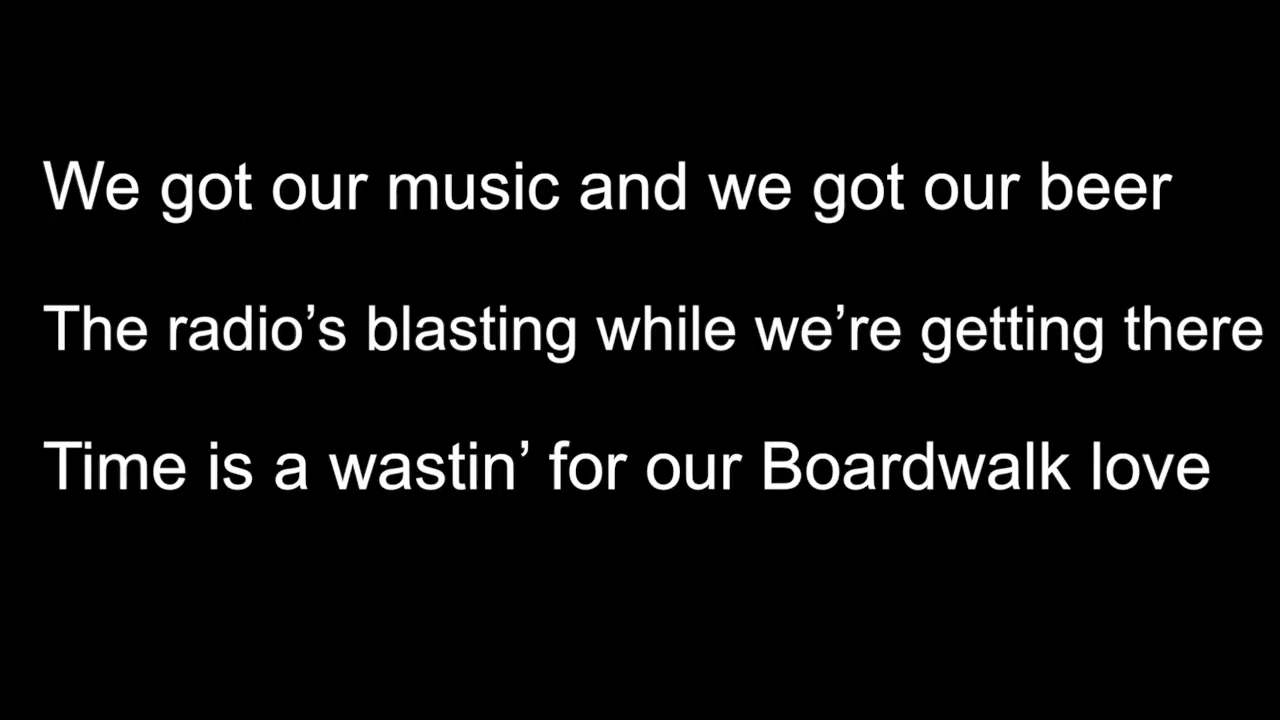 We got our music and we got our beer
The radio’s blasting while we’re getting there
Time is a wastin’ for our Boardwalk love